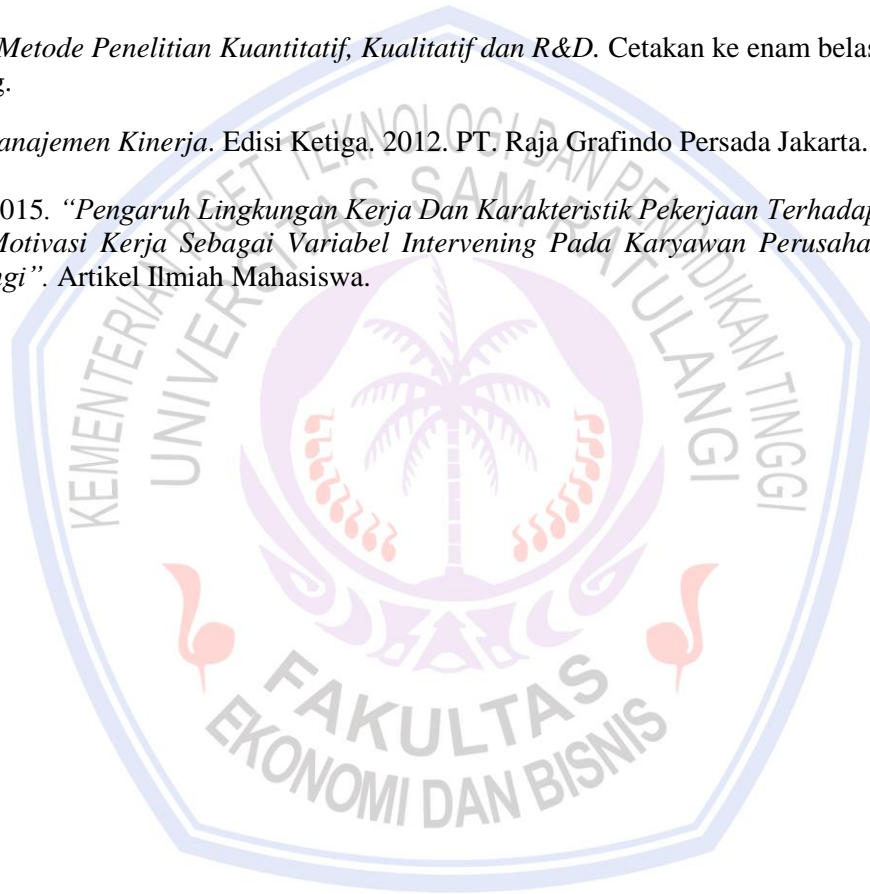 Metode Penelitian Kuantitatif, Kualitatif dan R&D. Cetakan ke enam belas
g.
anajemen Kinerja. Edisi Ketiga. 2012. PT. Raja Grafindo Persada Jakarta.
015. “Pengaruh Lingkungan Kerja Dan Karakteristik Pekerjaan Terhadap
Motivasi Kerja Sebagai Variabel Intervening Pada Karyawan Perusaha
ngi”. Artikel Ilmiah Mahasiswa.
KEMENTERIAN RISET TEKNOLOGI DAN PENDIDIKAN TINGGI
UNIVERSITAS SAM RATULANGI
FAKULTAS
EKONOMI DAN BISNIS